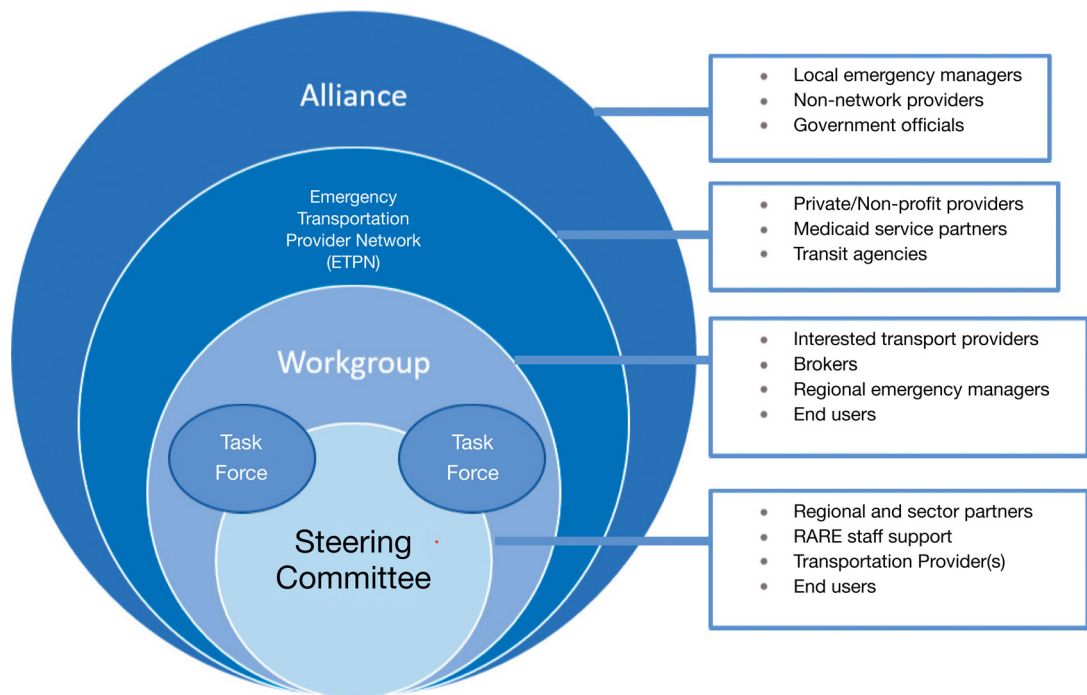 Alliance
Emergency
Transportation
Provider Network
(ETPN)
Workgroup
Task
Force
Task
Force
Steering
Committee
• Local emergency managers
• Non-network providers
• Government officials
• Private/Non-profit providers
• Medicaid service partners
• Transit agencies
• Interested transport providers
• Brokers
• Regional emergency managers
• End users
• Regional and sector partners
• RARE staff support
• Transportation Provider(s)
• End users